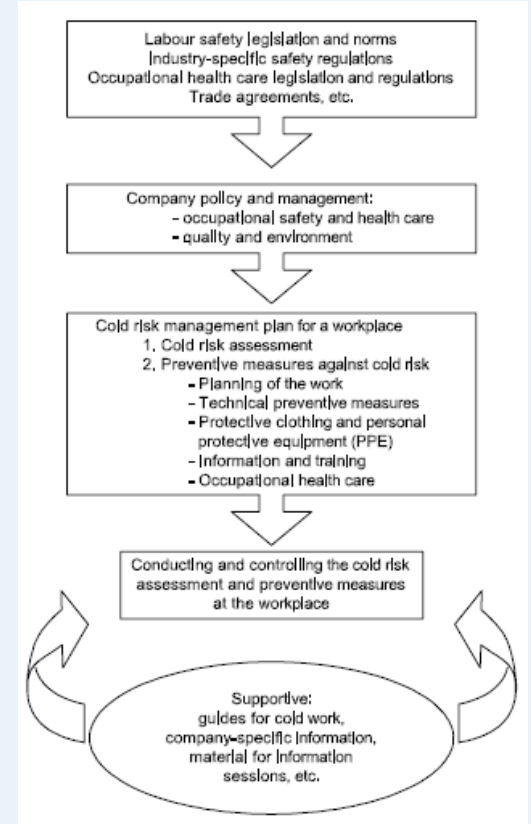 Labour safety legislation and norms
Industry-specific safety regulations
Occupational health care legislation and regulations
Trade agreements, etc.
Company policy and management:
– occupational safety and health care
– quality and environment
Cold risk management plan for a workplace
1. Cold risk assessment
2. Preventive measures against cold risk
– Planning of the work
– Technical preventive measures
– Protective clothing and personal
protective equipment (PPE)
– Information and training
– Occupational health care
Conducting and controlling the cold risk
assessment and preventive measures
at the workplace
Supportive:
guides for cold work,
company-specific information,
material for information
sessions, etc.